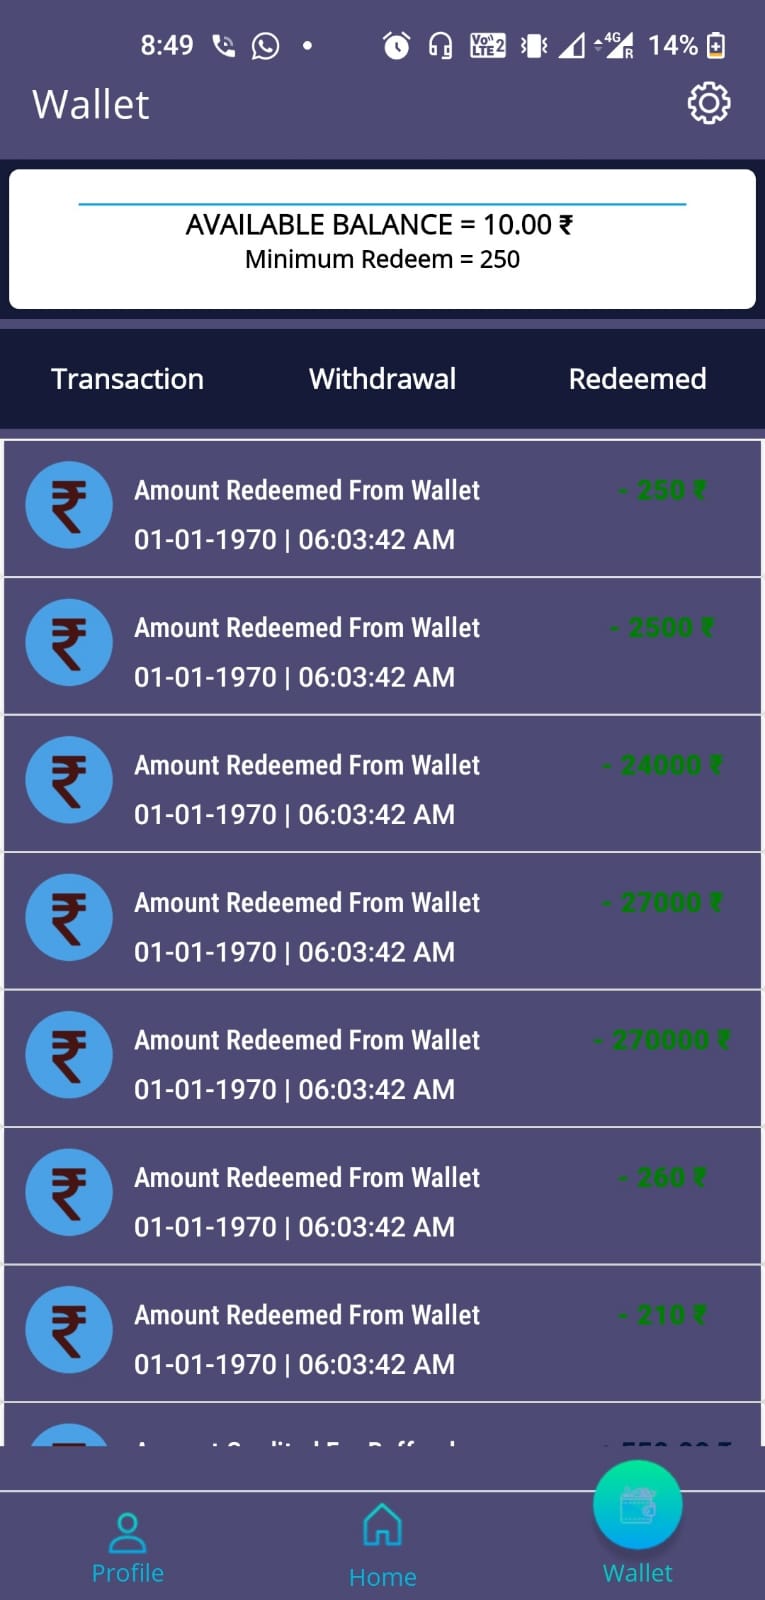 8:49 VoLTE2 4G R 14%
Wallet
AVAILABLE BALANCE = 10.00 ₹
Minimum Redeem = 250
Transaction Withdrawal Redeemed
₹ Amount Redeemed From Wallet - 250 ₹
01-01-1970 | 06:03:42 AM
₹ Amount Redeemed From Wallet - 2500 ₹
01-01-1970 | 06:03:42 AM
₹ Amount Redeemed From Wallet - 24000 ₹
01-01-1970 | 06:03:42 AM
₹ Amount Redeemed From Wallet - 27000 ₹
01-01-1970 | 06:03:42 AM
₹ Amount Redeemed From Wallet - 270000 ₹
01-01-1970 | 06:03:42 AM
₹ Amount Redeemed From Wallet - 260 ₹
01-01-1970 | 06:03:42 AM
₹ Amount Redeemed From Wallet - 210 ₹
01-01-1970 | 06:03:42 AM
Profile Home Wallet